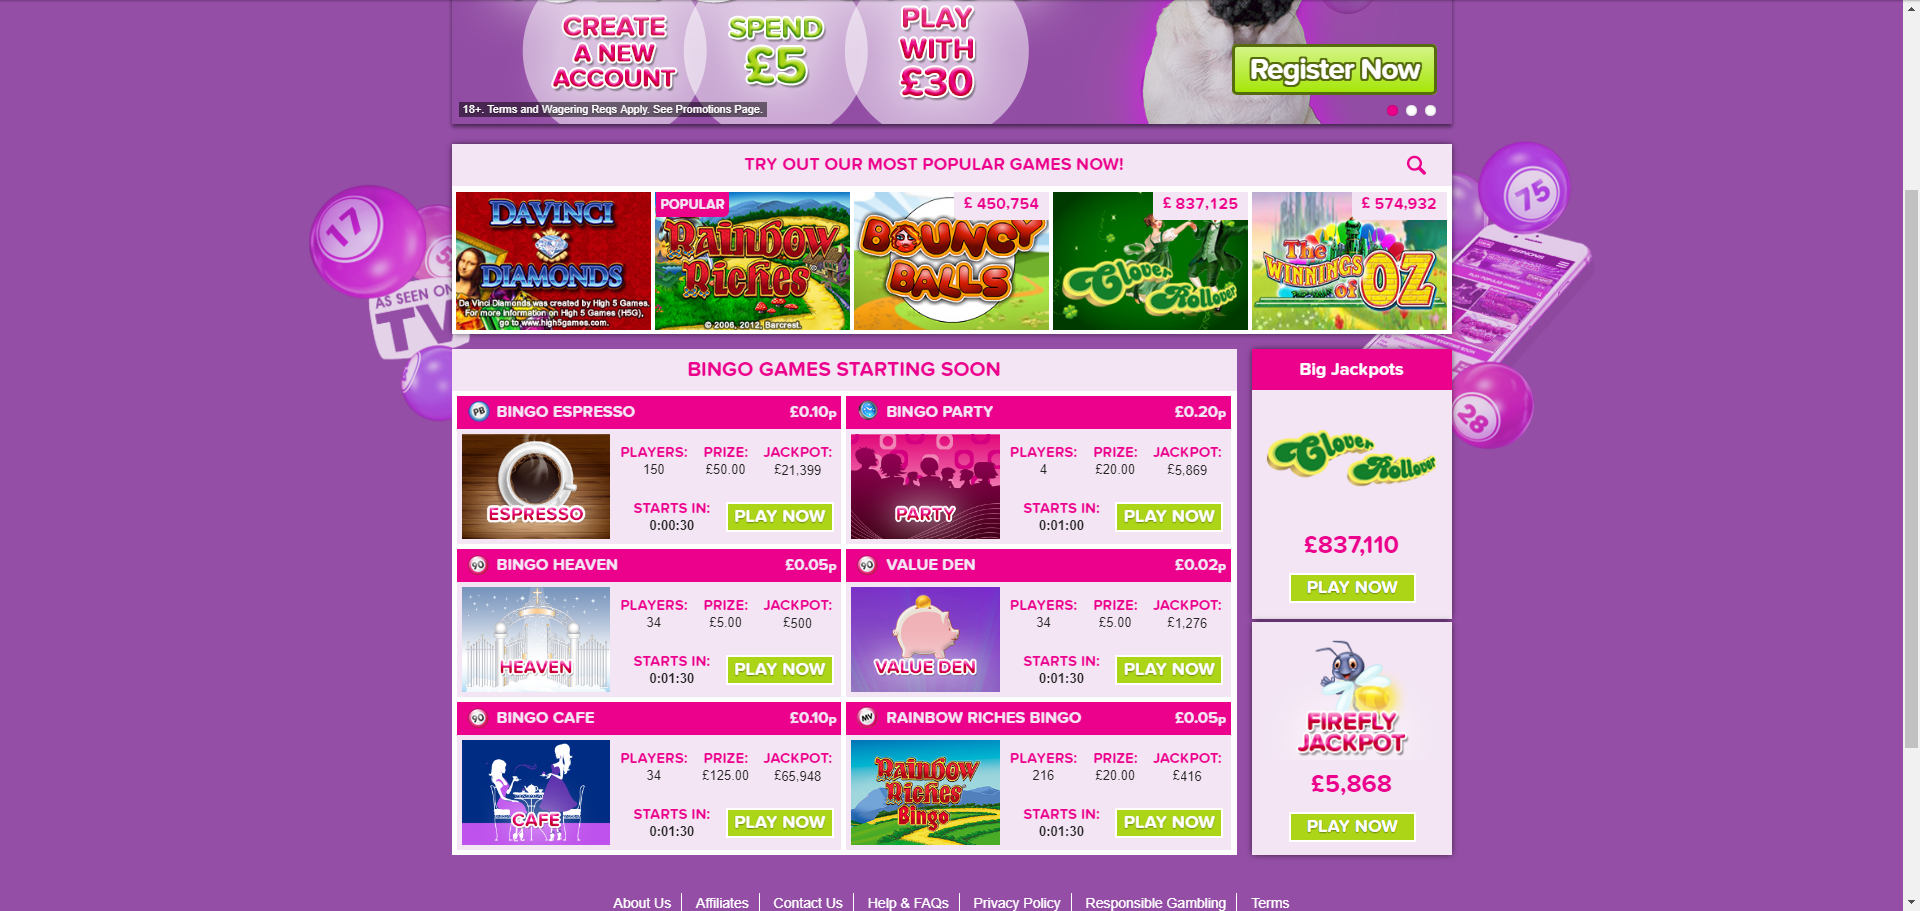 CREATE
A NEW
ACCOUNT
SPEND
£5
PLAY
WITH
£30
Register Now
18+. Terms and Wagering Reqs Apply. See Promotions Page.
TRY OUT OUR MOST POPULAR GAMES NOW!
17
75
28
AS SEEN ON
TV
DAVINCI
DIAMONDS
Da Vinci Diamonds was created by High 5 Games.
For more information on High 5 Games (H5G),
go to www.high5games.com.
POPULAR
Rainbow
Riches
© 2006, 2012, Barcrest.
£ 450,754
BOUNCY
BALLS
£ 837,125
Clover
Rollover
£ 574,932
The
WINNINGS
of OZ
BINGO GAMES STARTING SOON
PB BINGO ESPRESSO £0.10p
ESPRESSO
PLAYERS: PRIZE: JACKPOT:
150 £50.00 £21,399
STARTS IN:
0:00:30
PLAY NOW
BINGO PARTY £0.20p
PARTY
PLAYERS: PRIZE: JACKPOT:
4 £20.00 £5,869
STARTS IN:
0:01:00
PLAY NOW
90 BINGO HEAVEN £0.05p
HEAVEN
PLAYERS: PRIZE: JACKPOT:
34 £5.00 £500
STARTS IN:
0:01:30
PLAY NOW
90 VALUE DEN £0.02p
VALUE DEN
PLAYERS: PRIZE: JACKPOT:
34 £5.00 £1,276
STARTS IN:
0:01:30
PLAY NOW
90 BINGO CAFE £0.10p
CAFE
PLAYERS: PRIZE: JACKPOT:
34 £125.00 £65,948
STARTS IN:
0:01:30
PLAY NOW
MV RAINBOW RICHES BINGO £0.05p
Rainbow
Riches
Bingo
PLAYERS: PRIZE: JACKPOT:
216 £20.00 £416
STARTS IN:
0:01:30
PLAY NOW
Big Jackpots
Clover
Rollover
£837,110
PLAY NOW
FIREFLY
JACKPOT
£5,868
PLAY NOW
About Us
Affiliates
Contact Us
Help & FAQs
Privacy Policy
Responsible Gambling
Terms